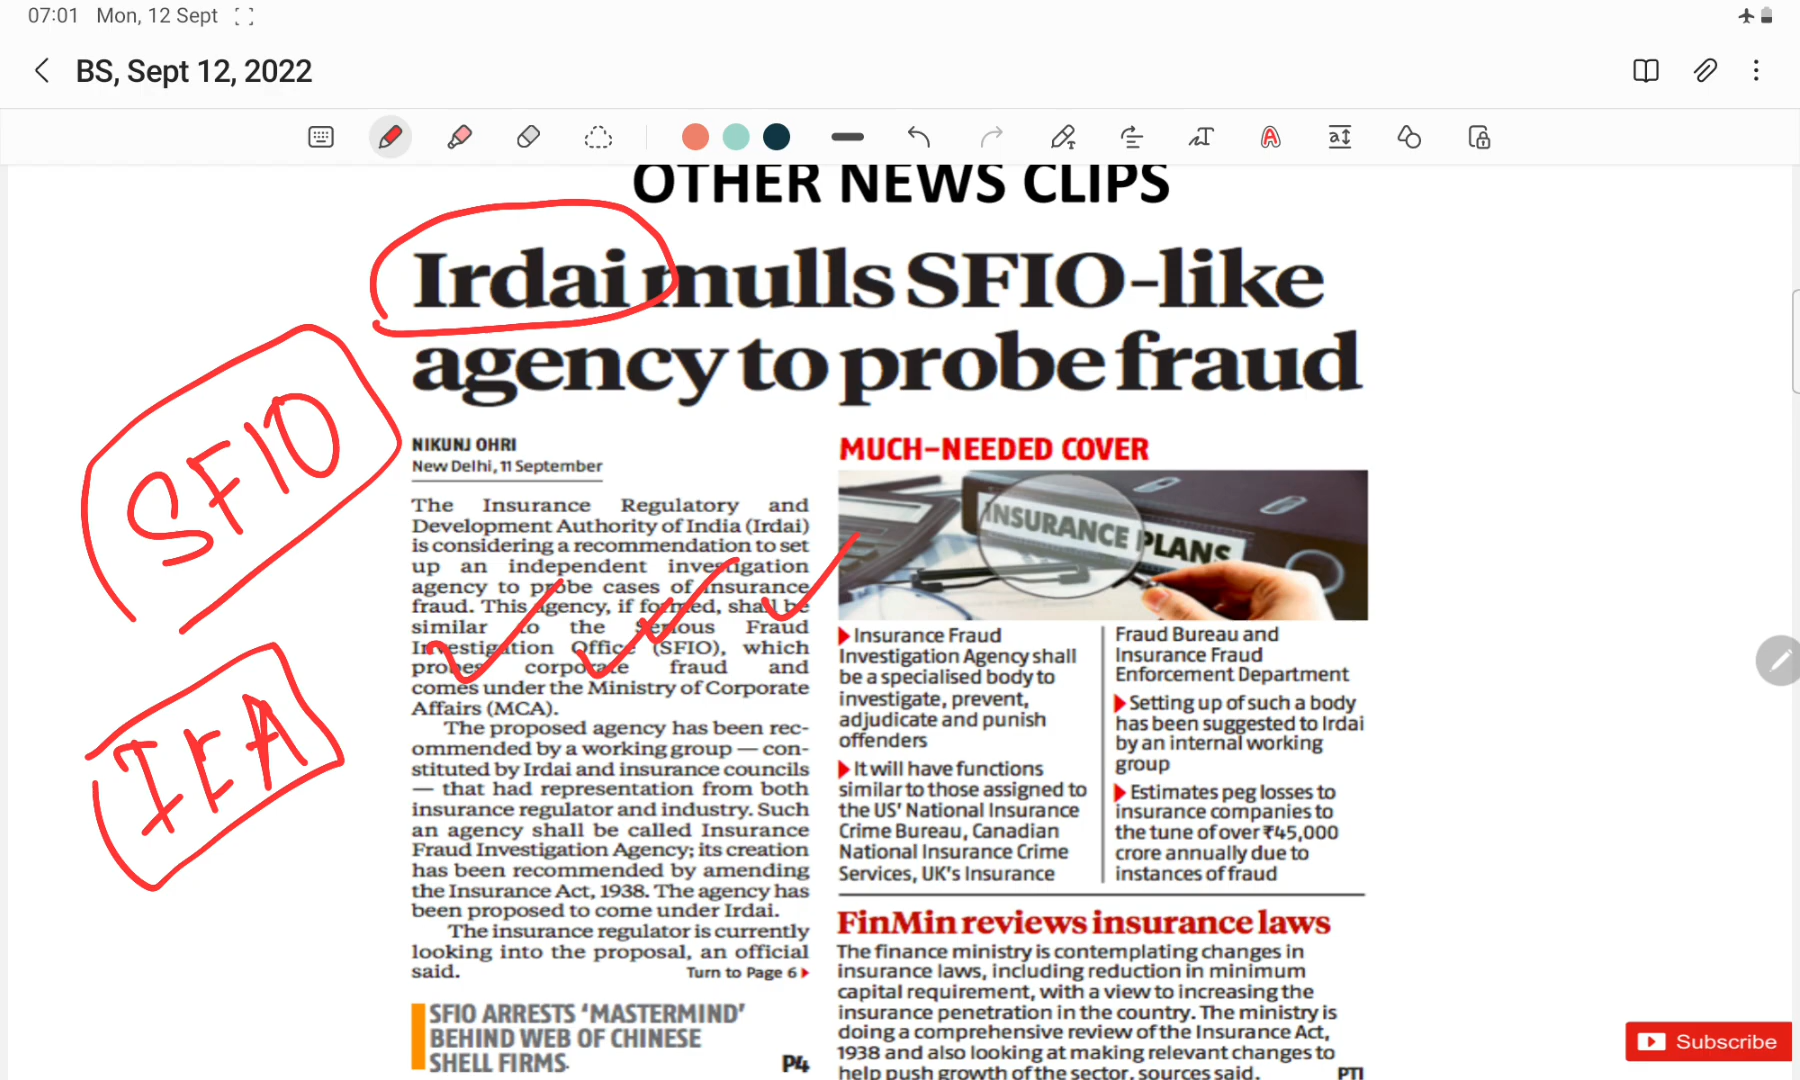 07:01 Mon, 12 Sept
BS, Sept 12, 2022
OTHER NEWS CLIPS
Irdai mulls SFIO-like
agency to probe fraud
SFIO
NIKUNJ OHRI
New Delhi, 11 September
The Insurance Regulatory and
Development Authority of India (Irdai)
is considering a recommendation to set
up an independent investigation
agency to probe cases of insurance
fraud. This agency, if formed, shall be
similar to the Serious Fraud
Investigation Office (SFIO), which
probes corporate fraud and
comes under the Ministry of Corporate
Affairs (MCA).
The proposed agency has been rec-
ommended by a working group — con-
stituted by Irdai and insurance councils
— that had representation from both
insurance regulator and industry. Such
an agency shall be called Insurance
Fraud Investigation Agency; its creation
has been recommended by amending
the Insurance Act, 1938. The agency has
been proposed to come under Irdai.
The insurance regulator is currently
looking into the proposal, an official
said. Turn to Page 6
SFIO ARRESTS ‘MASTERMIND’
BEHIND WEB OF CHINESE
SHELL FIRMS. P4
MUCH-NEEDED COVER
INSURANCE PLANS
Insurance Fraud
Investigation Agency shall
be a specialised body to
investigate, prevent,
adjudicate and punish
offenders
It will have functions
similar to those assigned to
the US' National Insurance
Crime Bureau, Canadian
National Insurance Crime
Services, UK's Insurance
Fraud Bureau and
Insurance Fraud
Enforcement Department
Setting up of such a body
has been suggested to Irdai
by an internal working
group
Estimates peg losses to
insurance companies to
the tune of over ₹45,000
crore annually due to
instances of fraud
FinMin reviews insurance laws
The finance ministry is contemplating changes in
insurance laws, including reduction in minimum
capital requirement, with a view to increasing the
insurance penetration in the country. The ministry is
doing a comprehensive review of the Insurance Act,
1938 and also looking at making relevant changes to
help push growth of the sector, sources said. PTI
Subscribe